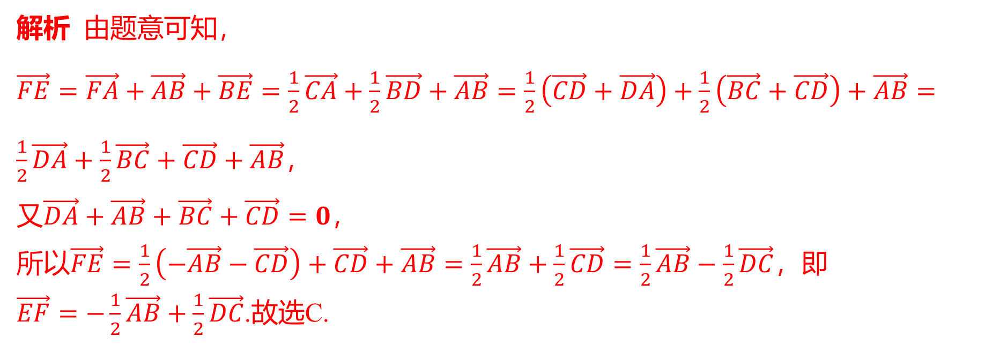 解析 由题意可知，
$\overrightarrow{FE}=\overrightarrow{FA}+\overrightarrow{AB}+\overrightarrow{BE}=\frac{1}{2}\overrightarrow{CA}+\frac{1}{2}\overrightarrow{BD}+\overrightarrow{AB}=\frac{1}{2}(\overrightarrow{CD}+\overrightarrow{DA})+\frac{1}{2}(\overrightarrow{BC}+\overrightarrow{CD})+\overrightarrow{AB}=$
$\frac{1}{2}\overrightarrow{DA}+\frac{1}{2}\overrightarrow{BC}+\overrightarrow{CD}+\overrightarrow{AB}$，
又$\overrightarrow{DA}+\overrightarrow{AB}+\overrightarrow{BC}+\overrightarrow{CD}=\mathbf{0}$，
所以$\overrightarrow{FE}=\frac{1}{2}(-\overrightarrow{AB}-\overrightarrow{CD})+\overrightarrow{CD}+\overrightarrow{AB}=\frac{1}{2}\overrightarrow{AB}+\frac{1}{2}\overrightarrow{CD}=\frac{1}{2}\overrightarrow{AB}-\frac{1}{2}\overrightarrow{DC}$，即
$\overrightarrow{EF}=-\frac{1}{2}\overrightarrow{AB}+\frac{1}{2}\overrightarrow{DC}$.故选C.